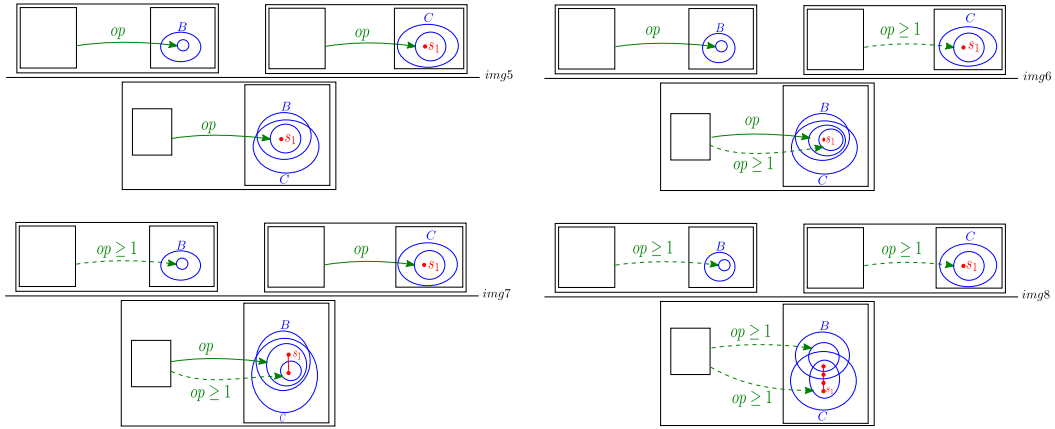 op B op C s₁ img5
op B s₁ C
op B op ≥ 1 C s₁ img6
op op ≥ 1 B s₁ C
op ≥ 1 B op C s₁ img7
op op ≥ 1 B s₁ C
op ≥ 1 B op ≥ 1 C s₁ img8
op ≥ 1 op ≥ 1 B s₁ C